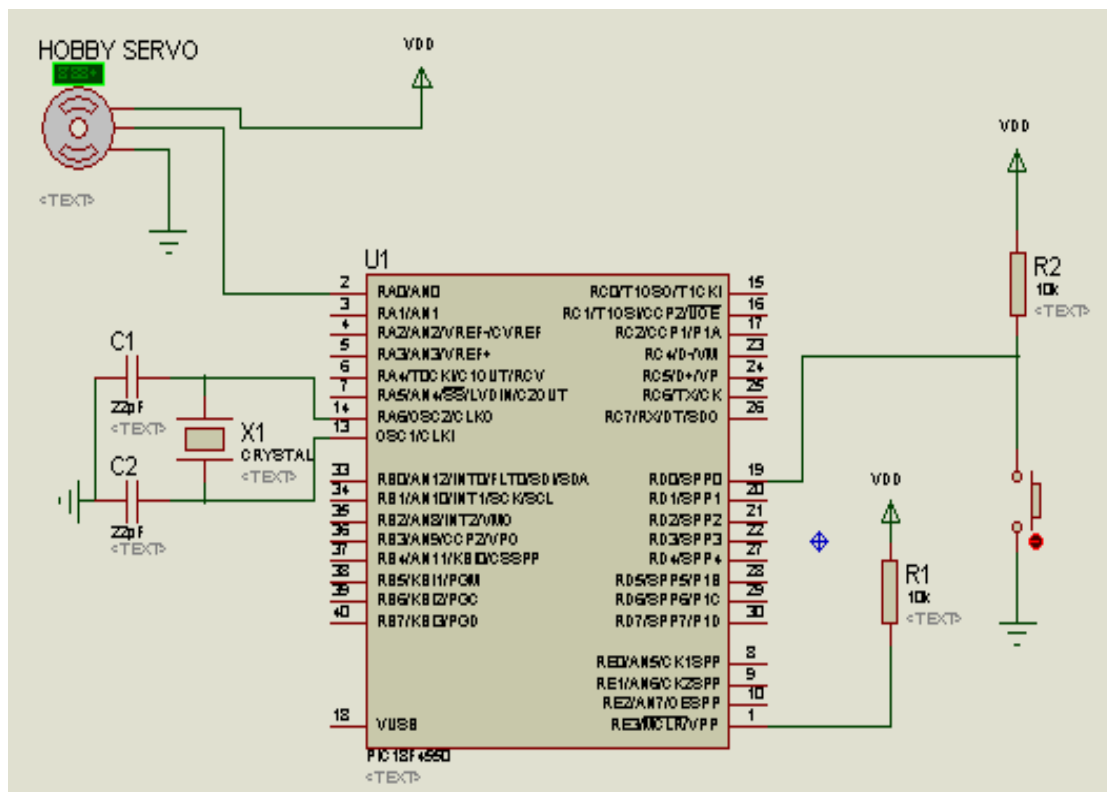 HOBBY SERVO
VDD
<TEXT>
VDD
R2
10k
<TEXT>
U1
2 RA0/AN0
3 RA1/AN1
4 RA2/AN2/VREF-/CVREF
5 RA3/AN3/VREF+
6 RA4/T0CKI/C1OUT/RCV
7 RA5/AN4/SS/LVDIN/C2OUT
14 RA6/OSC2/CLKO
13 OSC1/CLKI
33 RB0/AN12/INT0/FLT0/SDI/SDA
34 RB1/AN10/INT1/SCK/SCL
35 RB2/AN8/INT2/VMO
36 RB3/AN9/CCP2/VPO
37 RB4/AN11/KBI0/CSSPP
38 RB5/KBI1/PGM
39 RB6/KBI2/PGC
40 RB7/KBI3/PGD
18 VUSB
RC0/T1OSO/T1CKI 15
RC1/T1OSI/CCP2/UOE 16
RC2/CCP1/P1A 17
RC4/D-/VM 23
RC5/D+/VP 24
RC6/TX/CK 25
RC7/RX/DT/SDO 26
RD0/SPP0 19
RD1/SPP1 20
RD2/SPP2 21
RD3/SPP3 22
RD4/SPP4 27
RD5/SPP5/P1B 28
RD6/SPP6/P1C 29
RD7/SPP7/P1D 30
RE0/AN5/CK1SPP 8
RE1/AN6/CK2SPP 9
RE2/AN7/OESPP 10
RE3/MCLR/VPP 1
PIC18F4550
<TEXT>
C1
22pF
<TEXT>
X1
CRYSTAL
<TEXT>
C2
22pF
<TEXT>
VDD
R1
10k
<TEXT>